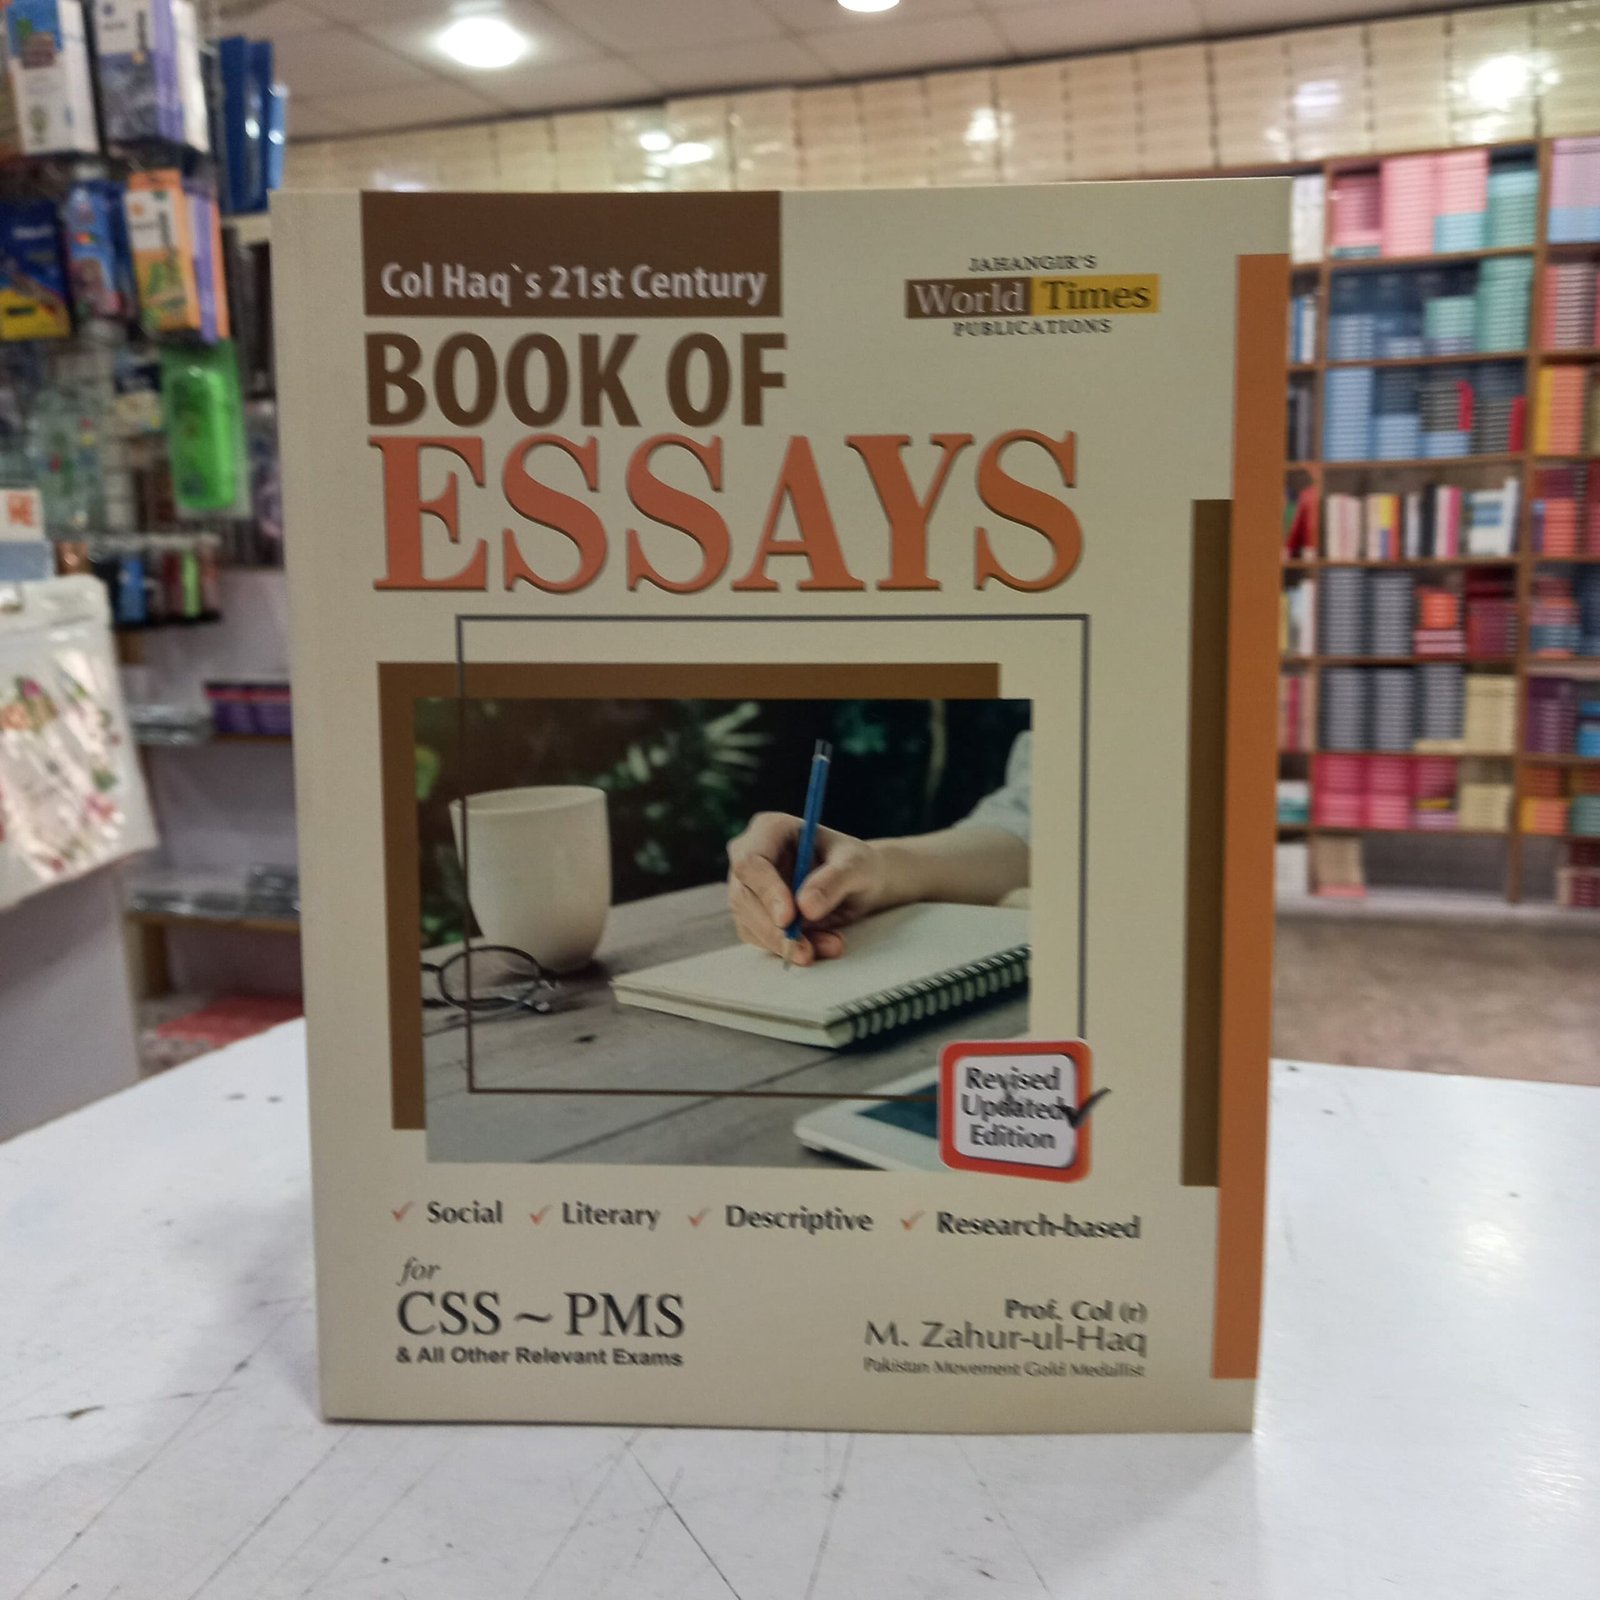 Col Haq`s 21st Century
BOOK OF
ESSAYS
JAHANGIR'S
World Times
PUBLICATIONS
Revised
Updated
Edition
✓ Social ✓ Literary ✓ Descriptive ✓ Research-based
for
CSS ~ PMS
& All Other Relevant Exams
Prof. Col (r)
M. Zahur-ul-Haq
Pakistan Movement Gold Medallist